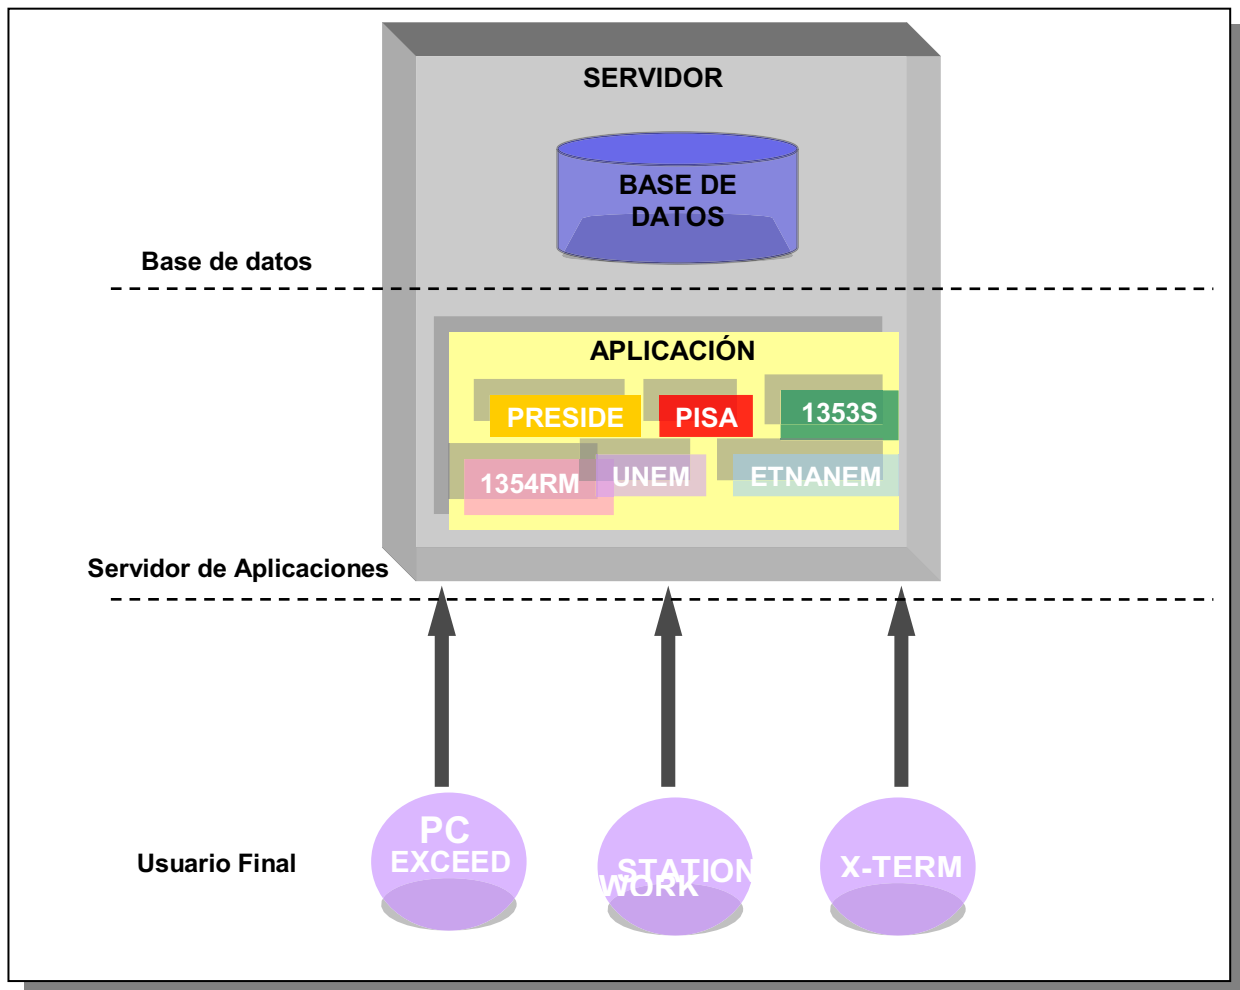 SERVIDOR
BASE DE
DATOS
Base de datos
APLICACIÓN
PRESIDE
PISA
1353S
1354RM
UNEM
ETNANEM
Servidor de Aplicaciones
PC
EXCEED
STATION
WORK
X-TERM
Usuario Final